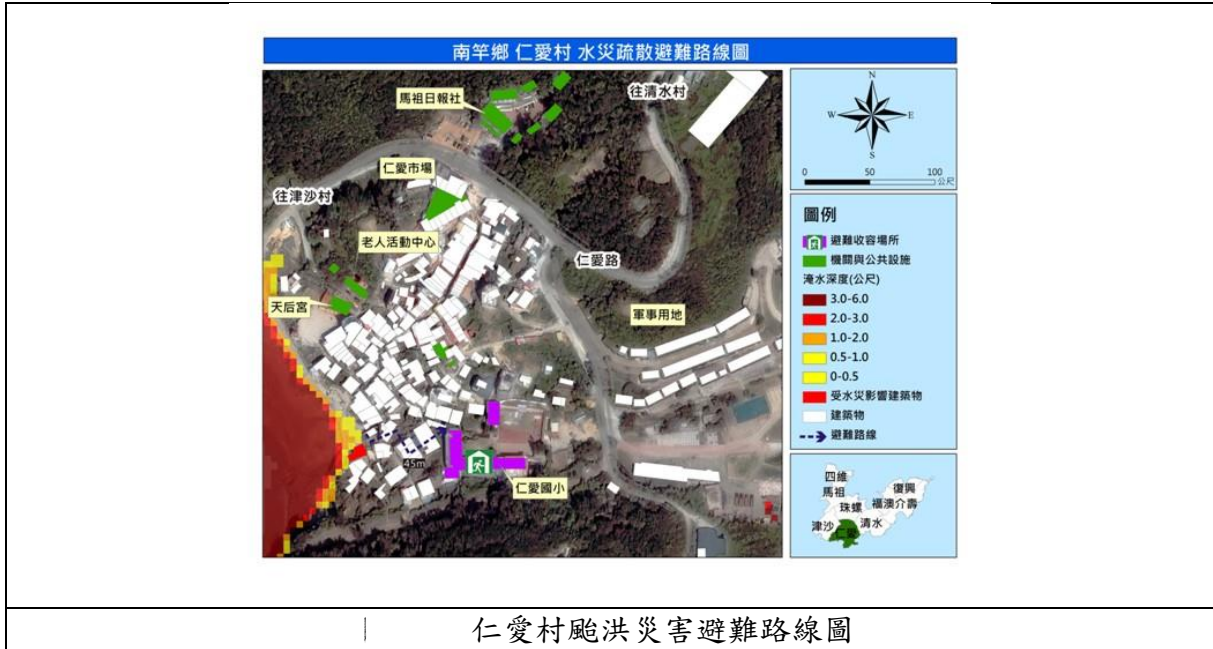 南竿鄉 仁愛村 水災疏散避難路線圖
馬祖日報社
往清水村
仁愛市場
往津沙村
老人活動中心
仁愛路
天后宮
軍事用地
45m
仁愛國小
N
W
E
S
0 50 100
公尺
圖例
避難收容場所
機關與公共設施
淹水深度(公尺)
3.0-6.0
2.0-3.0
1.0-2.0
0.5-1.0
0-0.5
受水災影響建築物
建築物
避難路線
四維
馬祖
復興
珠螺
福澳介壽
津沙
仁愛
清水
仁愛村颱洪災害避難路線圖